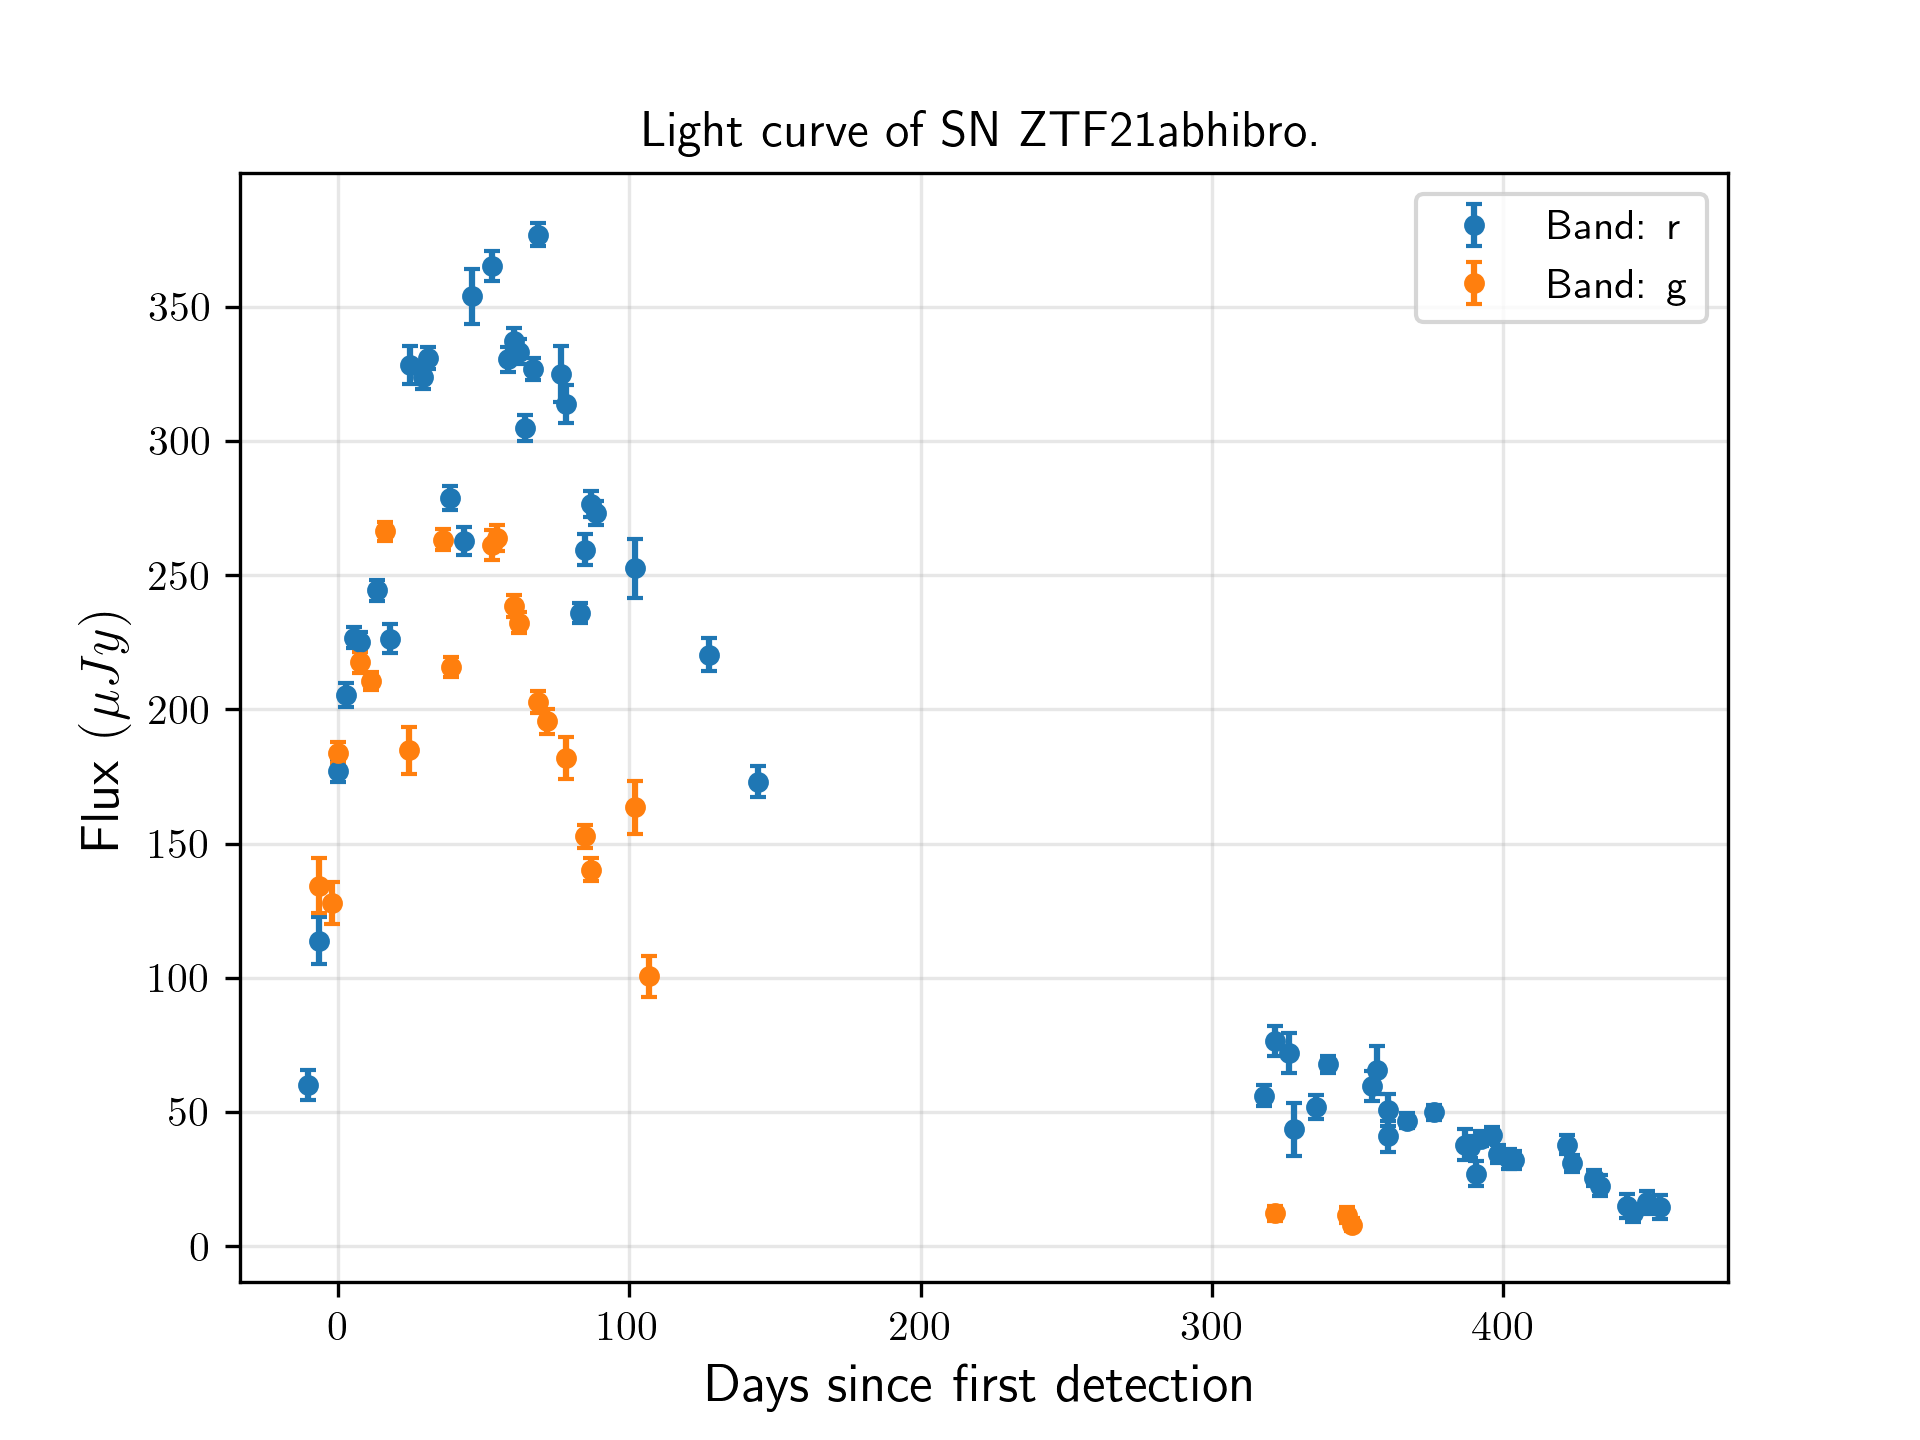 Light curve of SN ZTF21abhibro.
Band: r
Band: g
Flux (μJy)
350
300
250
200
150
100
50
0
0 100 200 300 400
Days since first detection